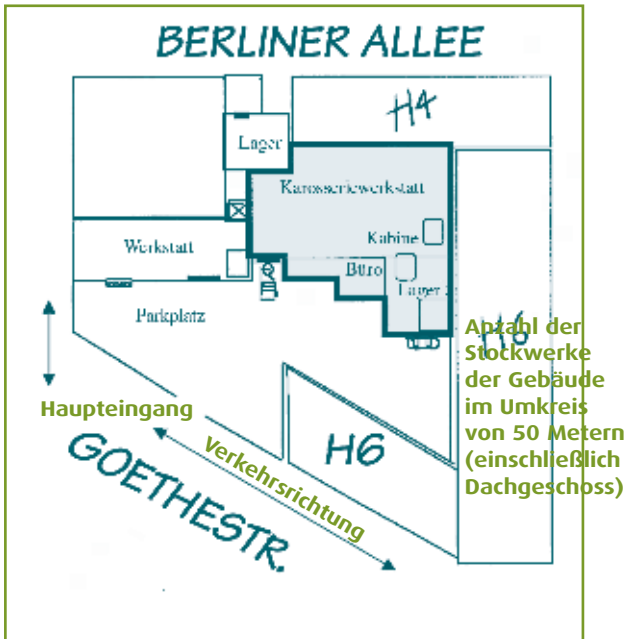 BERLINER ALLEE
H4
Lager
Karosseriewerkstatt
Kabine
Werkstatt
Büro
Lager
Parkplatz
H6
Anzahl der
Stockwerke
der Gebäude
im Umkreis
von 50 Metern
(einschließlich
Dachgeschoss)
Haupteingang
Verkehrsrichtung
H6
GOETHESTR.